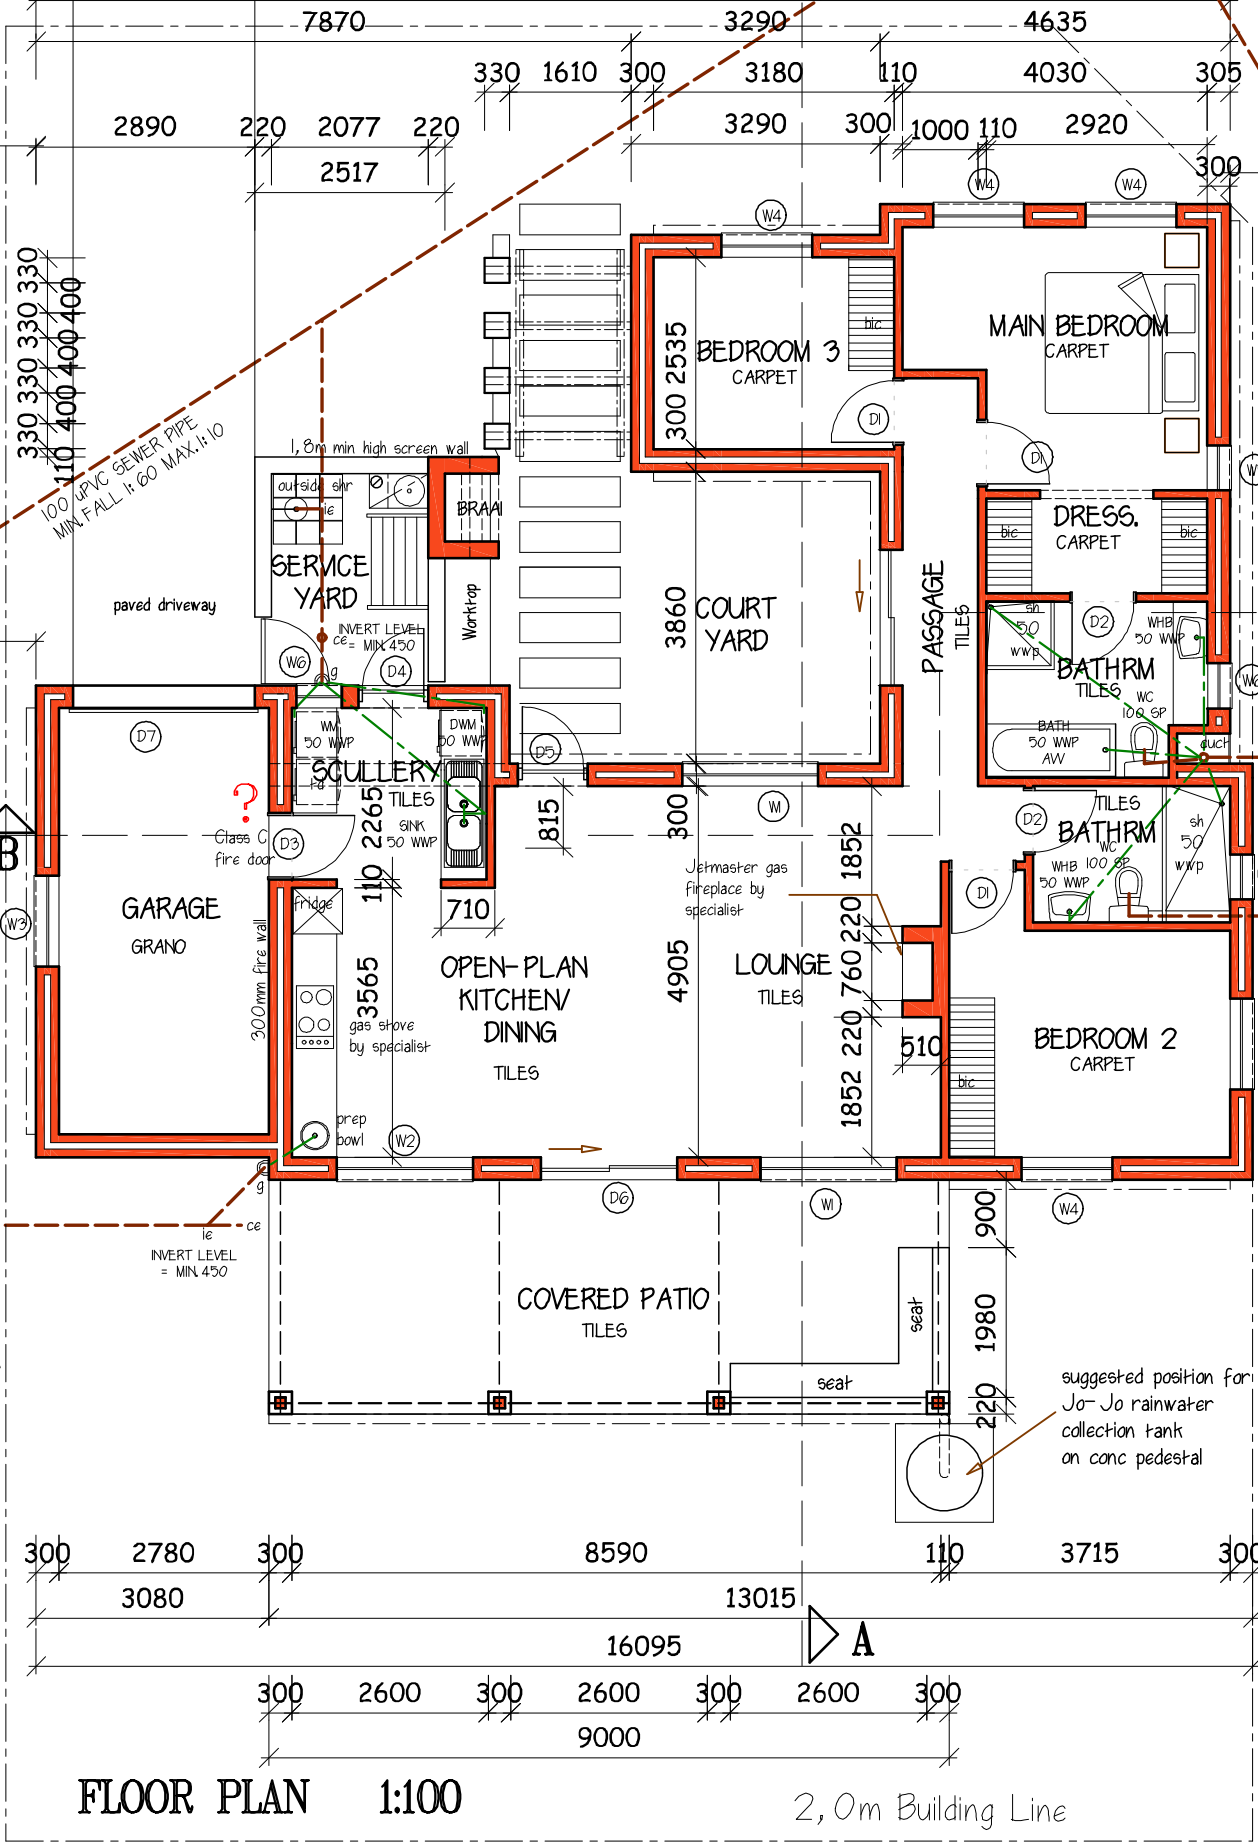 7870 3290 4635
330 1610 300 3180 110 4030 305
2890 220 2077 220 3290 300 1000 110 2920
2517 300
W4 W4
W4
330
400
330
400
330
400
330
110
100 uPVC SEWER PIPE
MIN. FALL 1: 60 MAX. 1: 10
1, 8m min high screen wall
outside shr
ie
BRAAI
SERVICE
YARD
paved driveway
INVERT LEVEL
= MIN. 450
ce
g
W6
D4
Worktop
BEDROOM 3
CARPET
bic
2535
300
D1
MAIN BEDROOM
CARPET
D1
DRESS.
CARPET
bic
bic
COURT
YARD
3860
PASSAGE
TILES
sh
50
wwp
D2
WHB
50 WWP
BATHRM
TILES
WC
100 SP
BATH
50 WWP
AW
duct
W6
D7
WM
50 WWP
DWM
50 WWP
D5
SCULLERY
TILES
td
SINK
50 WWP
2265
110
815
300
W1
1852
?
Class C
fire door
D3
B
W3
GARAGE
GRANO
300mm fire wall
fridge
710
3565
gas stove
by specialist
prep
bowl
W2
OPEN-PLAN
KITCHEN/
DINING
TILES
4905
Jetmaster gas
fireplace by
specialist
LOUNGE
TILES
220
760
220
1852
510
TILES
D2
BATHRM
WC
100 SP
WHB
50 WWP
sh
50
wwp
D1
BEDROOM 2
CARPET
bic
D6
W1
W4
g
ce
ie
INVERT LEVEL
= MIN. 450
COVERED PATIO
TILES
seat
seat
900
1980
220
suggested position for
Jo-Jo rainwater
collection tank
on conc pedestal
300 2780 300 8590 110 3715 300
3080 13015
16095
A
300 2600 300 2600 300 2600 300
9000
FLOOR PLAN 1:100
2, 0m Building Line